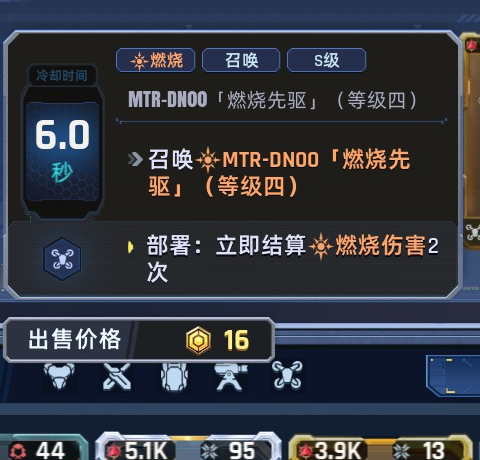 燃烧 召唤 S级
冷却时间
6.0
秒
MTR-DN00「燃烧先驱」（等级四）
召唤MTR-DN00「燃烧先
驱」（等级四）
部署：立即结算燃烧伤害2
次
出售价格 16
44 5.1K 95 3.9K 13